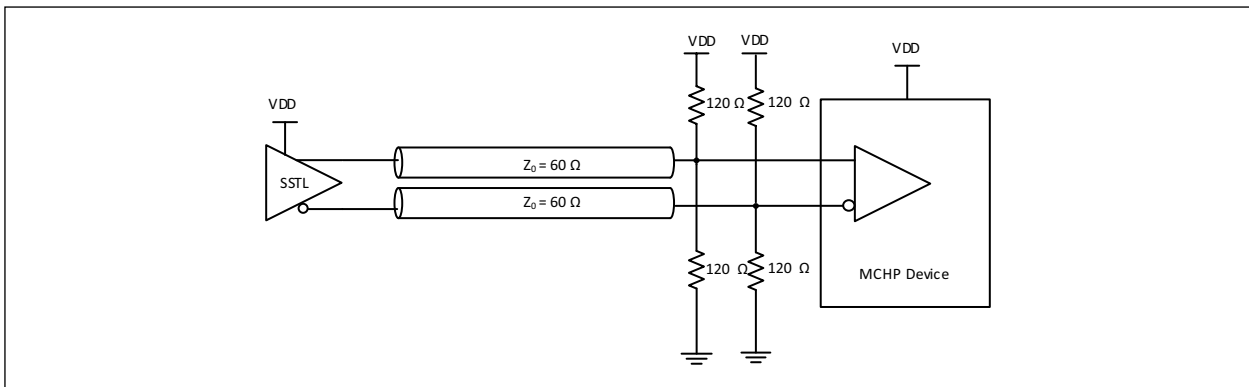 VDD
VDD
VDD
VDD
120 Ω
120 Ω
Z₀ = 60 Ω
SSTL
Z₀ = 60 Ω
120 Ω
120 Ω
MCHP Device